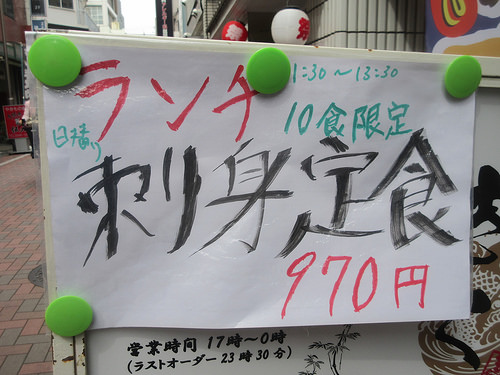 ランチ
1:30～13:30
10食限定
日替り
刺身定食
970円
営業時間 17時～0時
(ラストオーダー23時30分)